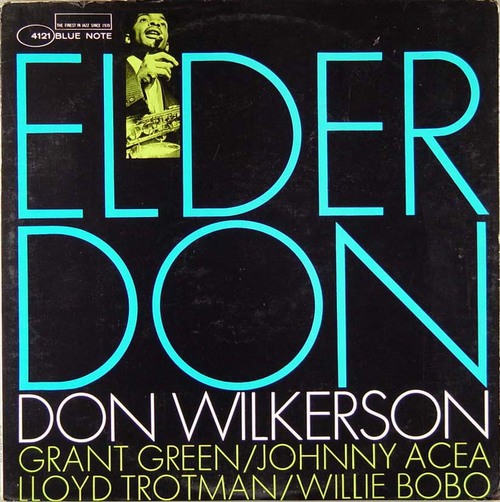 THE FINEST IN JAZZ SINCE 1939
4121 BLUE NOTE
ELDER
DON
DON WILKERSON
GRANT GREEN/JOHNNY ACEA
LLOYD TROTMAN/WILLIE BOBO